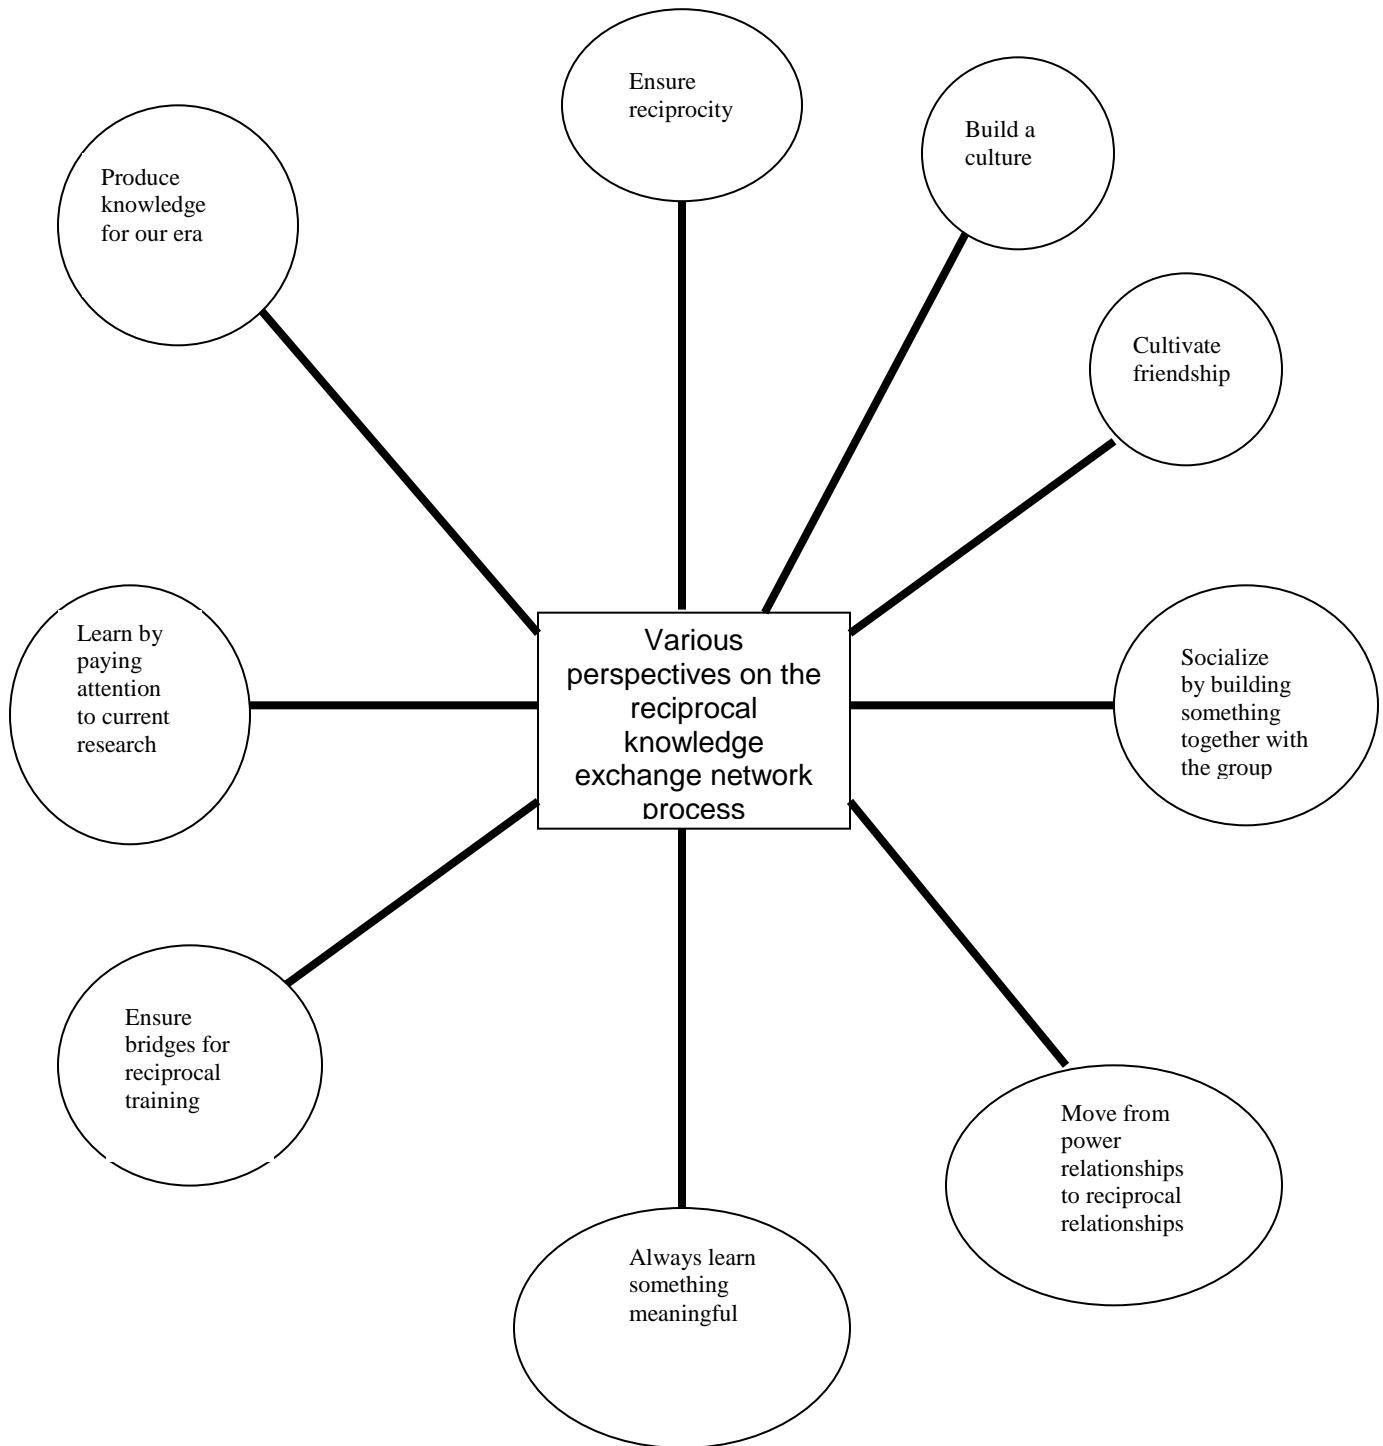 Ensure
reciprocity
Build a
culture
Produce
knowledge
for our era
Cultivate
friendship
Learn by
paying
attention
to current
research
Various
perspectives on the
reciprocal
knowledge
exchange network
process
Socialize
by building
something
together with
the group
Ensure
bridges for
reciprocal
training
Move from
power
relationships
to reciprocal
relationships
Always learn
something
meaningful